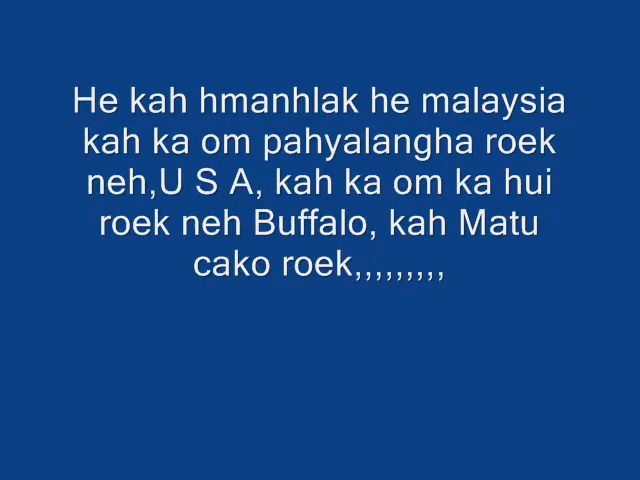 He kah hmanhlak he malaysia
kah ka om pahyalangha roek
neh,U S A, kah ka om ka hui
roek neh Buffalo, kah Matu
cako roek,,,,,,,,,